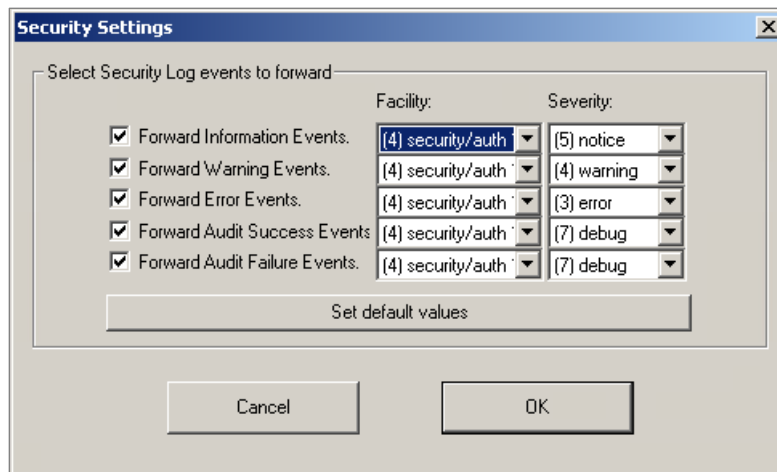 Security Settings
Select Security Log events to forward
Facility: Severity:
Forward Information Events. (4) security/auth (5) notice
Forward Warning Events. (4) security/auth (4) warning
Forward Error Events. (4) security/auth (3) error
Forward Audit Success Events (4) security/auth (7) debug
Forward Audit Failure Events. (4) security/auth (7) debug
Set default values
Cancel OK